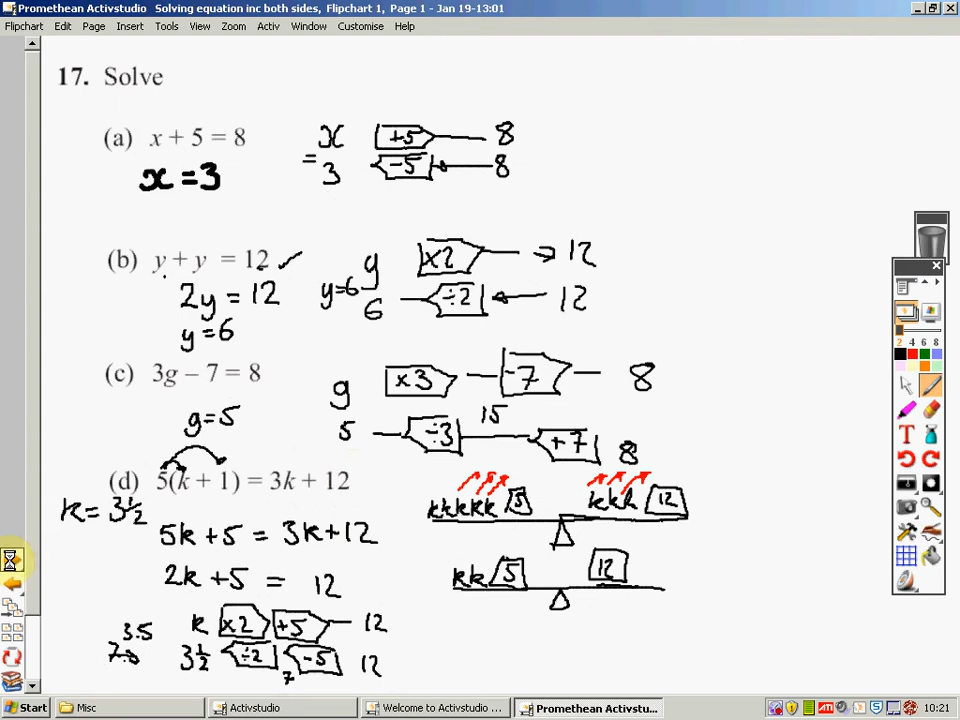 Promethean Activstudio Solving equation inc both sides, Flipchart 1, Page 1 - Jan 19-13:01
Flipchart Edit Page Insert Tools View Zoom Activ Window Customise Help
17. Solve
(a) x + 5 = 8
x = 3
x +5 8
= 3 -5 8
(b) y + y = 12 ✓
2y = 12
y = 6
y ×2 → 12
y=6
6 ÷2 12
(c) 3g – 7 = 8
g = 5
g ×3 -7 8
15
5 ÷3 +7 8
(d) 5(k + 1) = 3k + 12
k = 3½
kkkkk 5 kkk 12
5k + 5 = 3k + 12
2k + 5 = 12
kk 5 12
k ×2 +5 12
3.5
3½ ÷2 7 -5 12
2 4 6 8
Start Misc Activstudio Welcome to Activstudio ... Promethean Activstu... 10:21